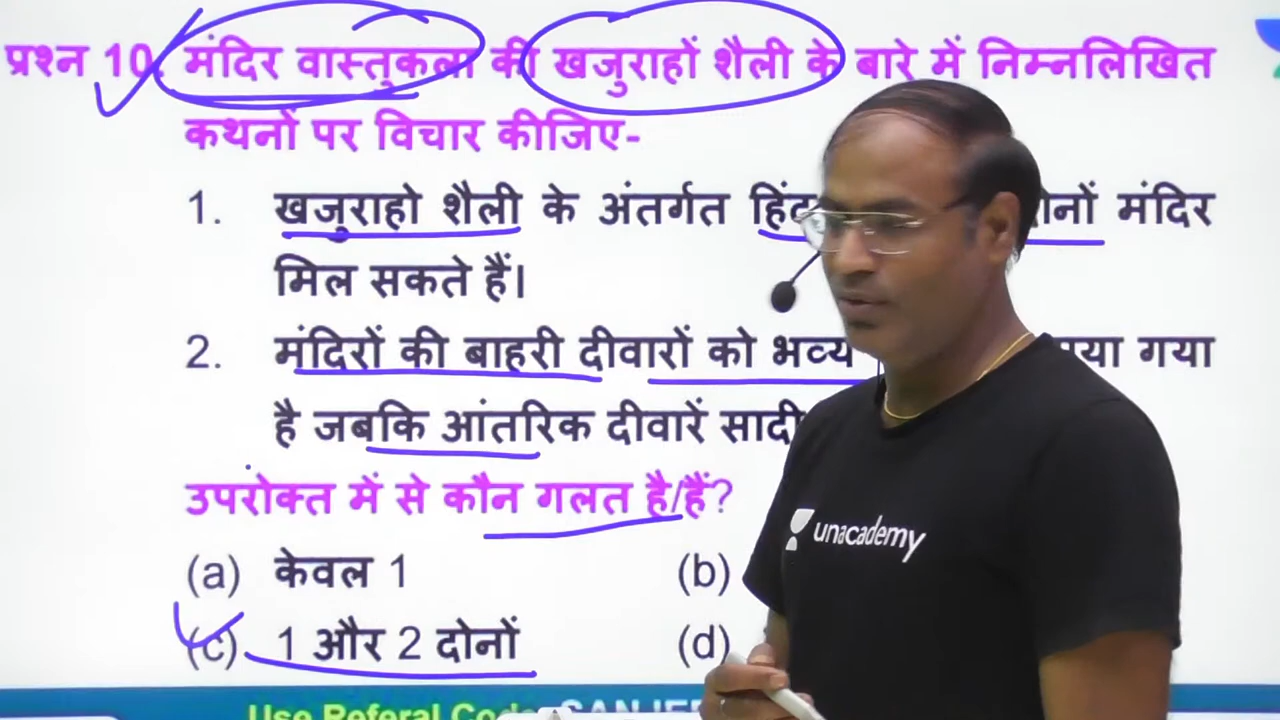 प्रश्न 10. मंदिर वास्तुकला की खजुराहों शैली के बारे में निम्नलिखित
कथनों पर विचार कीजिए-
1. खजुराहो शैली के अंतर्गत मंदिर
मिल सकते हैं।
2. मंदिरों की बाहरी दीवारों को भव्य गया
है जबकि आंतरिक दीवारें सादी
उपरोक्त में से कौन गलत है/हैं?
(a) केवल 1
(b)
(c) 1 और 2 दोनों
(d)
unacademy
Use Referal